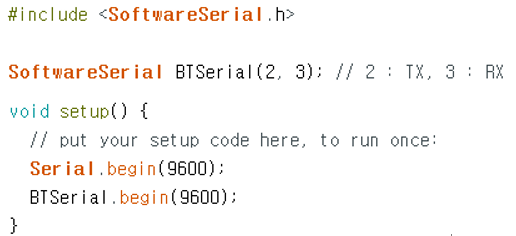 #include <SoftwareSerial.h>
SoftwareSerial BTSerial(2, 3); // 2 : TX, 3 : RX
void setup() {
// put your setup code here, to run once:
Serial.begin(9600);
BTSerial.begin(9600);
}